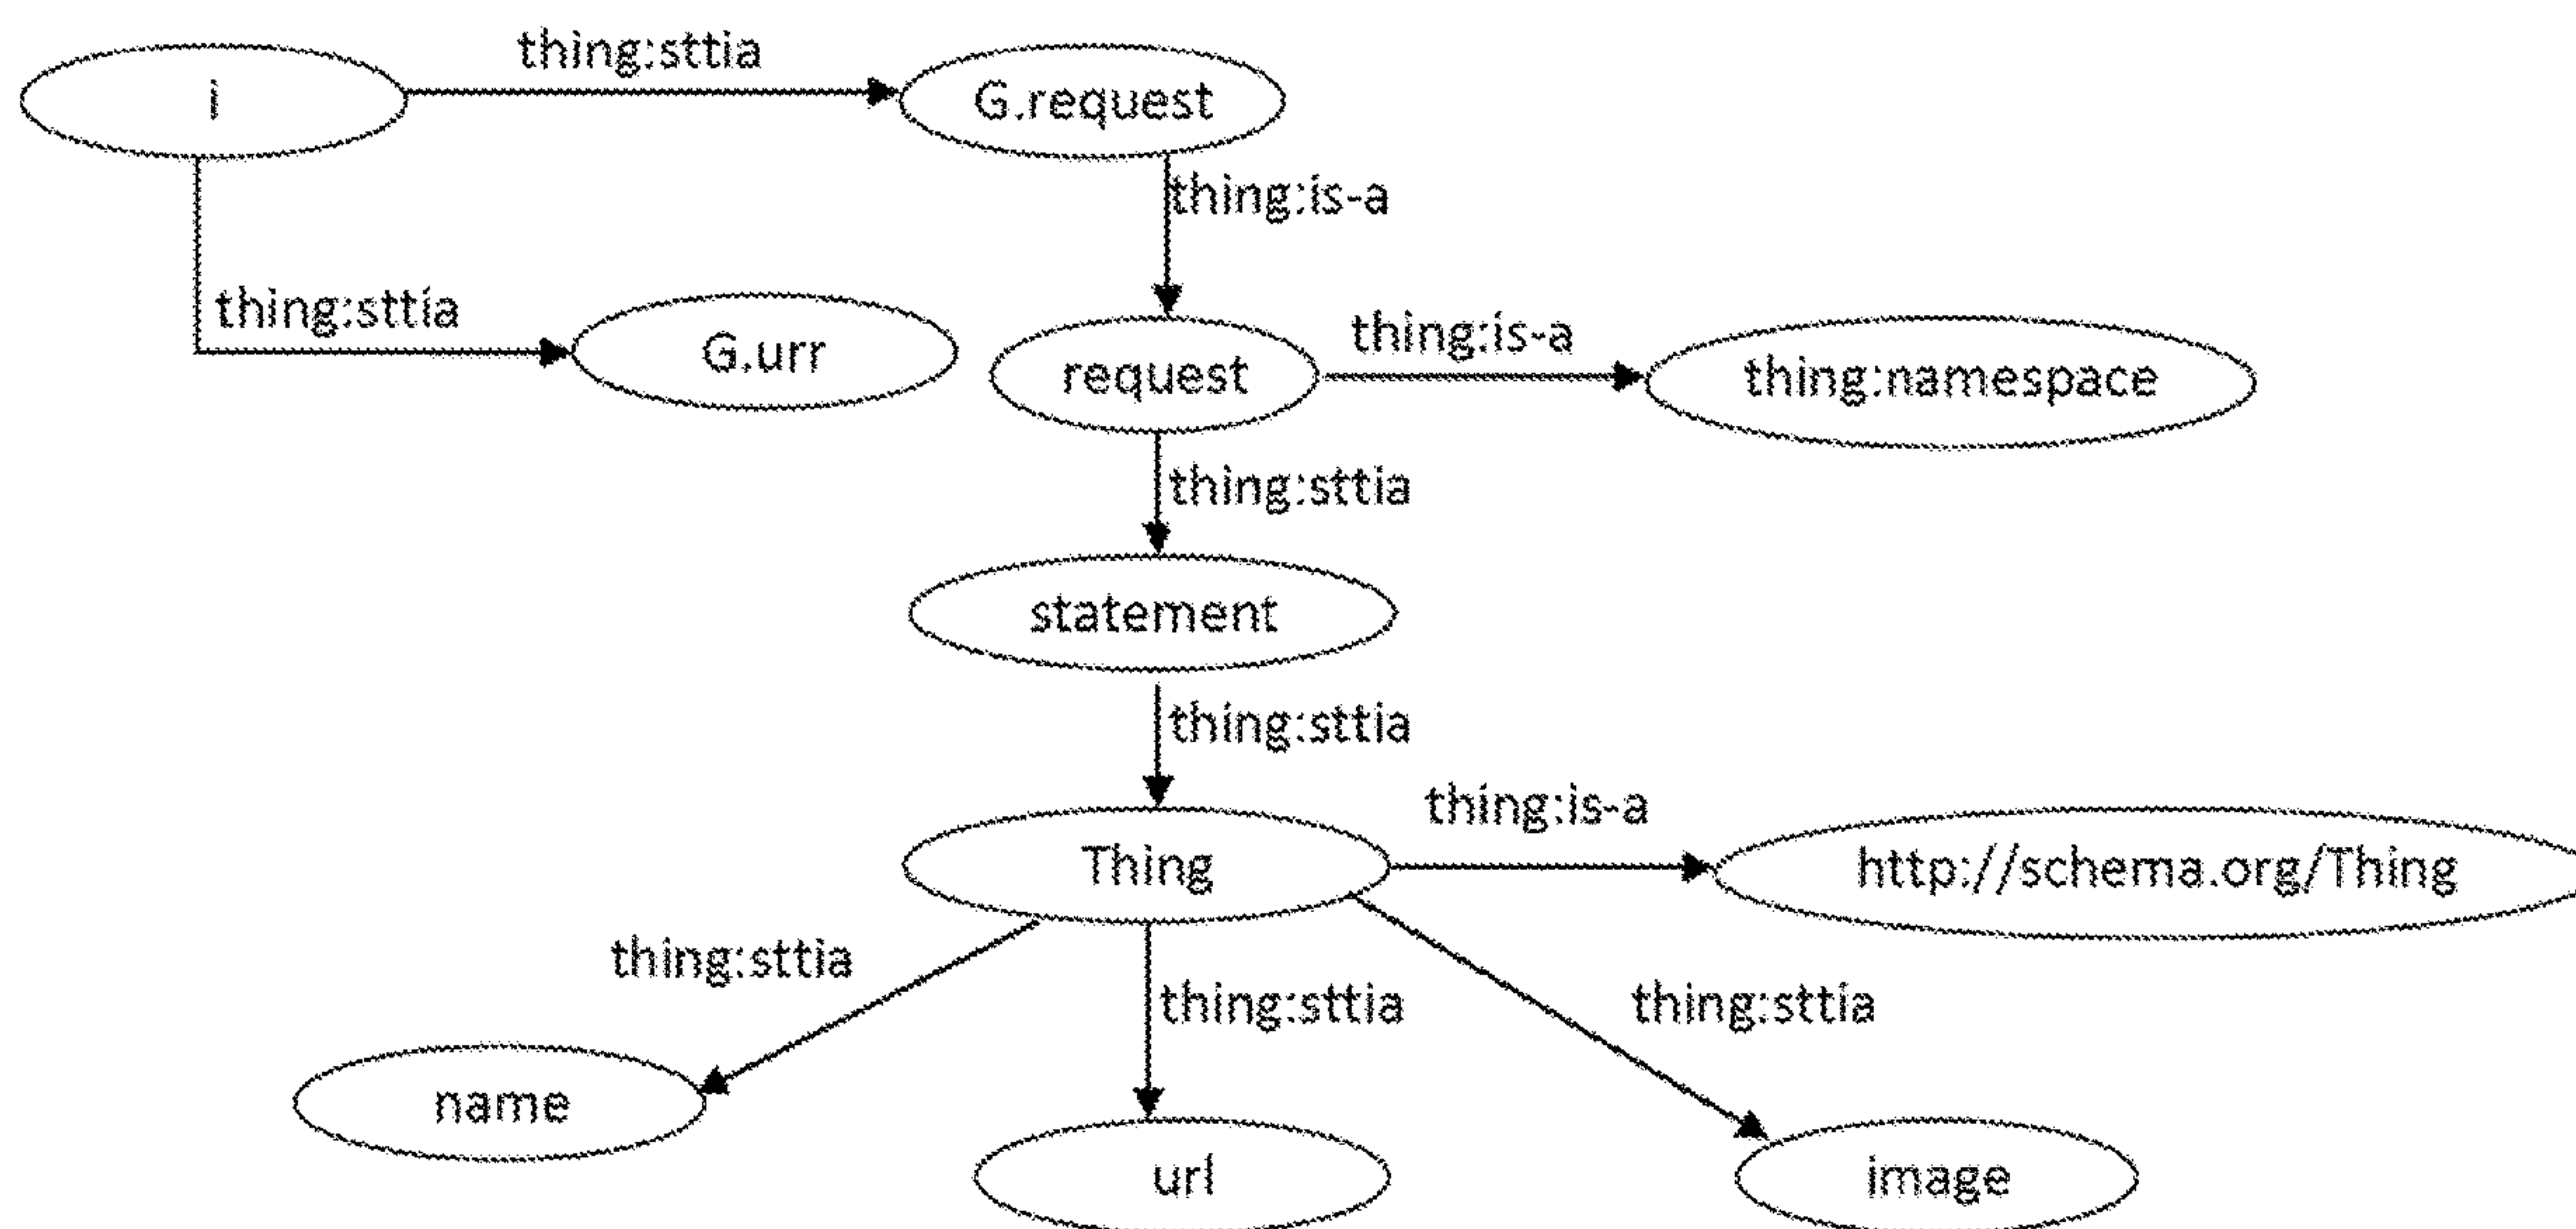 thing:sttia
i
G.request
thing:is-a
thing:sttia
G.urr
request
thing:is-a
thing:namespace
thing:sttia
statement
thing:sttia
thing:is-a
Thing
http://schema.org/Thing
thing:sttia
thing:sttia
thing:sttia
name
url
image